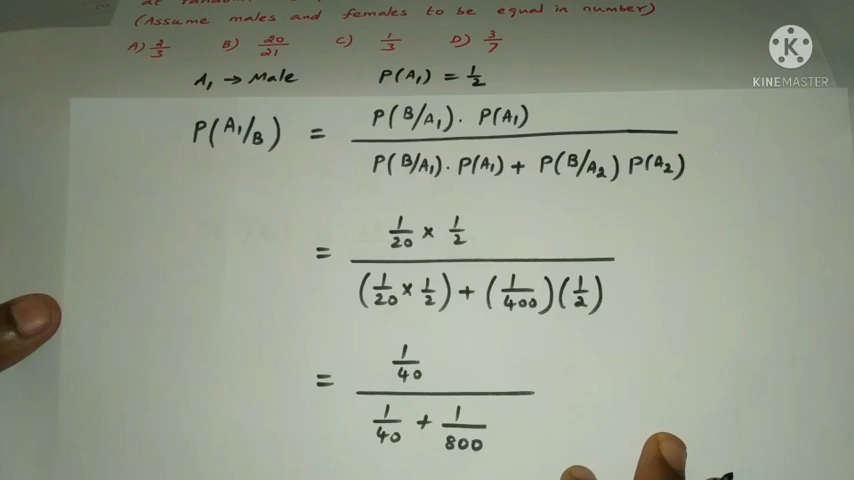 at random
(Assume males and females to be equal in number)
A) 2/3 B) 20/21 C) 1/3 D) 3/7
A₁ → Male P(A₁) = 1/2
P(A₁/B) = P(B/A₁) · P(A₁) / P(B/A₁) · P(A₁) + P(B/A₂) P(A₂)
= 1/20 × 1/2 / (1/20 × 1/2) + (1/400)(1/2)
= 1/40 / 1/40 + 1/800
K
KINEMASTER